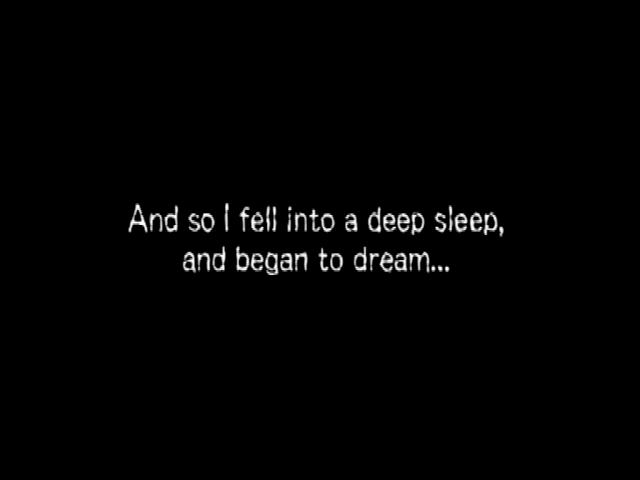 And so I fell into a deep sleep,
and began to dream...